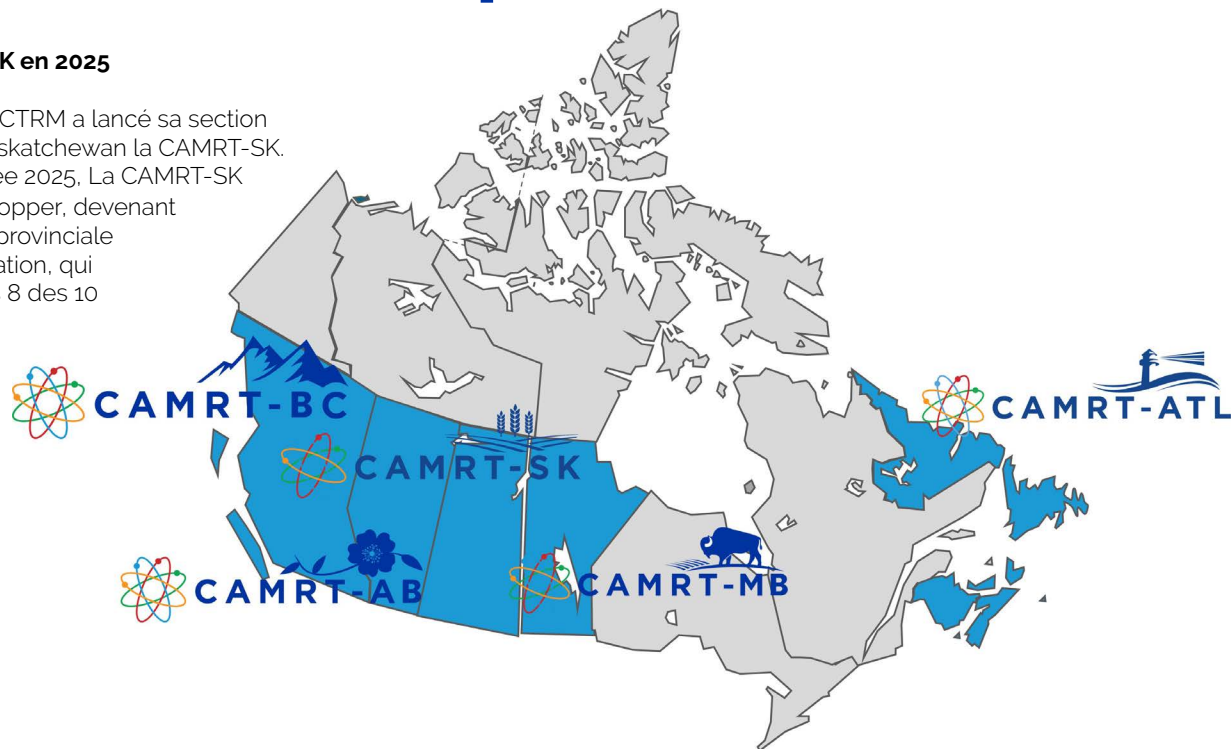 K en 2025
CTRM a lancé sa section
skatchewan la CAMRT-SK.
ée 2025, La CAMRT-SK
opper, devenant
provinciale
ation, qui
s 8 des 10
CAMRT-BC
CAMRT-ATL
CAMRT-SK
CAMRT-AB
CAMRT-MB